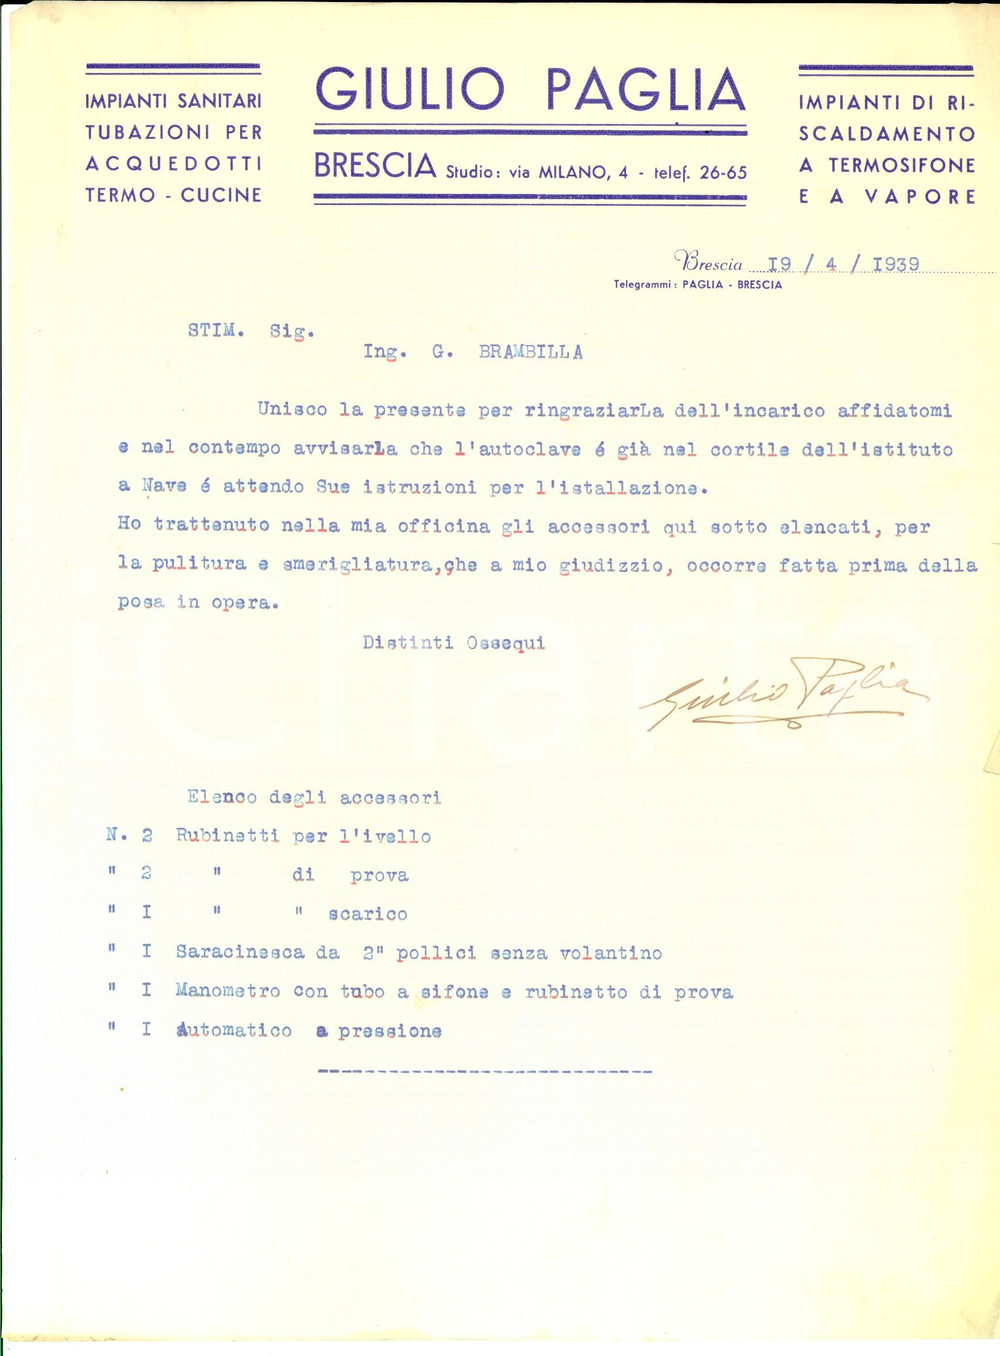 IMPIANTI SANITARI
TUBAZIONI PER
ACQUEDOTTI
TERMO - CUCINE
GIULIO PAGLIA
BRESCIA Studio: via MILANO, 4 - telef. 26-65
IMPIANTI DI RI-
SCALDAMENTO
A TERMOSIFONE
E A VAPORE
Brescia I9 / 4 / I939
Telegrammi: PAGLIA - BRESCIA
STIM. Sig.
Ing. G. BRAMBILLA
Unisco la presente per ringraziarLa dell'incarico affidatomi
e nel contempo avvisarLa che l'autoclave é già nel cortile dell'istituto
a Nave é attendo Sue istruzioni per l'istallazione.
Ho trattenuto nella mia officina gli accessori qui sotto elencati, per
la pulitura e smerigliatura,che a mio giudizzio, occorre fatta prima della
posa in opera.
Distinti Ossequi
Giulio Paglia
Elenco degli accessori
N. 2 Rubinetti per l'ivello
" 2 " di prova
" I " " scarico
" I Saracinesca da 2" pollici senza volantino
" I Manometro con tubo a sifone e rubinetto di prova
" I Automatico a pressione